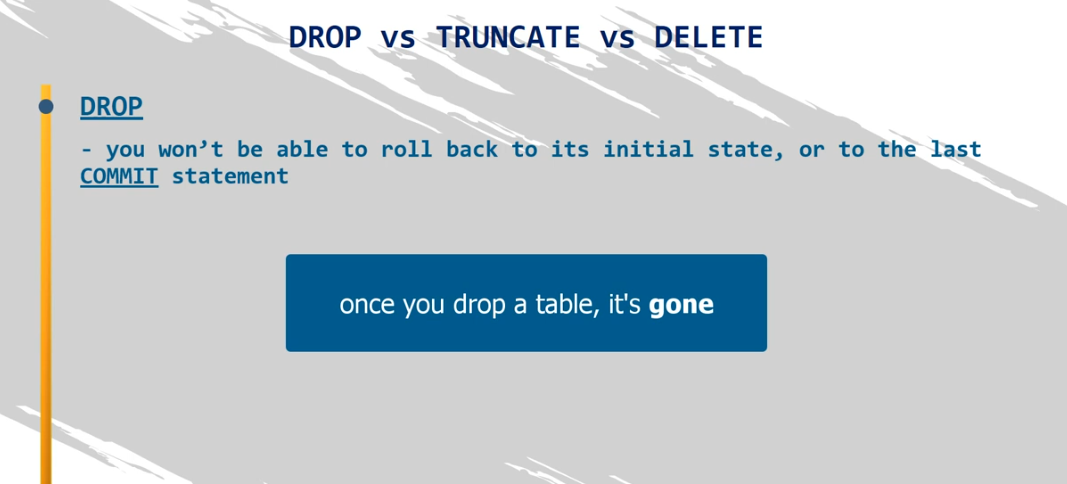 DROP vs TRUNCATE vs DELETE
DROP
- you won’t be able to roll back to its initial state, or to the last
COMMIT statement
once you drop a table, it's gone